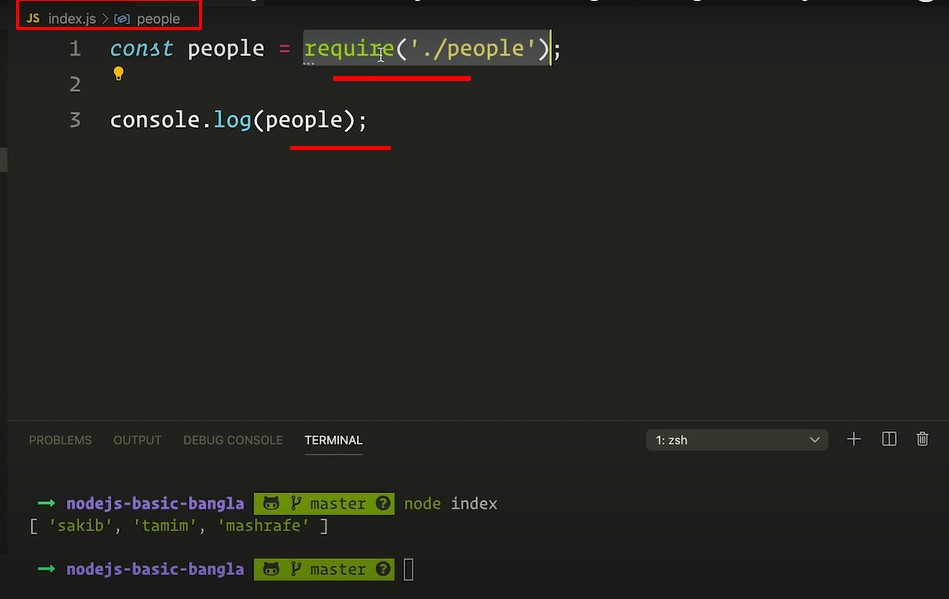 JS index.js > people
1 const people = require('./people');
2
3 console.log(people);
PROBLEMS OUTPUT DEBUG CONSOLE TERMINAL 1: zsh
→ nodejs-basic-bangla master ? node index
[ 'sakib', 'tamim', 'mashrafe' ]
→ nodejs-basic-bangla master ?